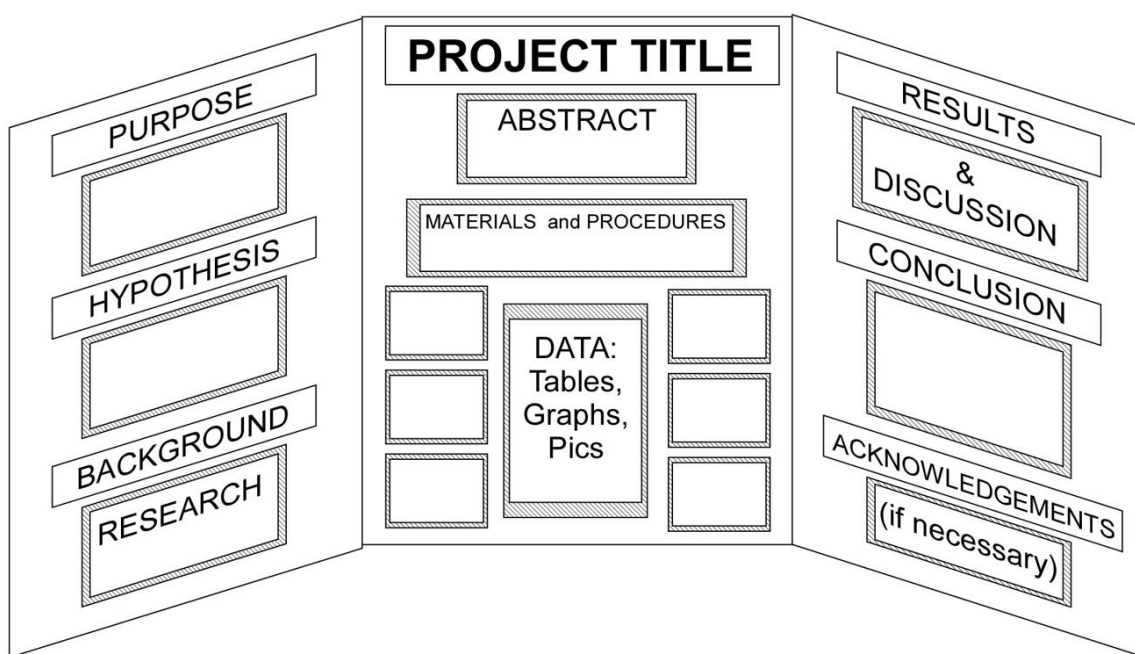 PURPOSE
HYPOTHESIS
BACKGROUND
RESEARCH
PROJECT TITLE
ABSTRACT
MATERIALS and PROCEDURES
DATA:
Tables,
Graphs,
Pics
RESULTS
&
DISCUSSION
CONCLUSION
ACKNOWLEDGEMENTS
(if necessary)